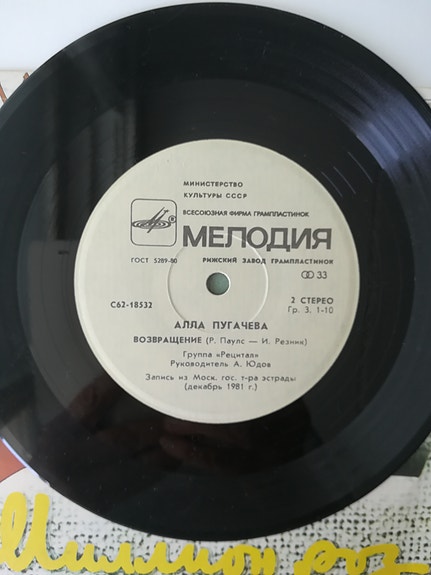 МИНИСТЕРСТВО
КУЛЬТУРЫ СССР
ВСЕСОЮЗНАЯ ФИРМА ГРАМПЛАСТИНОК
МЕЛОДИЯ
ГОСТ 5289-80 РИЖСКИЙ ЗАВОД ГРАМПЛАСТИНОК
33
С62-18532 2 СТЕРЕО
Гр. 3. 1-10
АЛЛА ПУГАЧЕВА
ВОЗВРАЩЕНИЕ (Р. Паулс — И. Резник)
Группа «Рецитал»
Руководитель А. Юдов
Запись из Моск. гос. т-ра эстрады
(декабрь 1981 г.)
Миллион роз